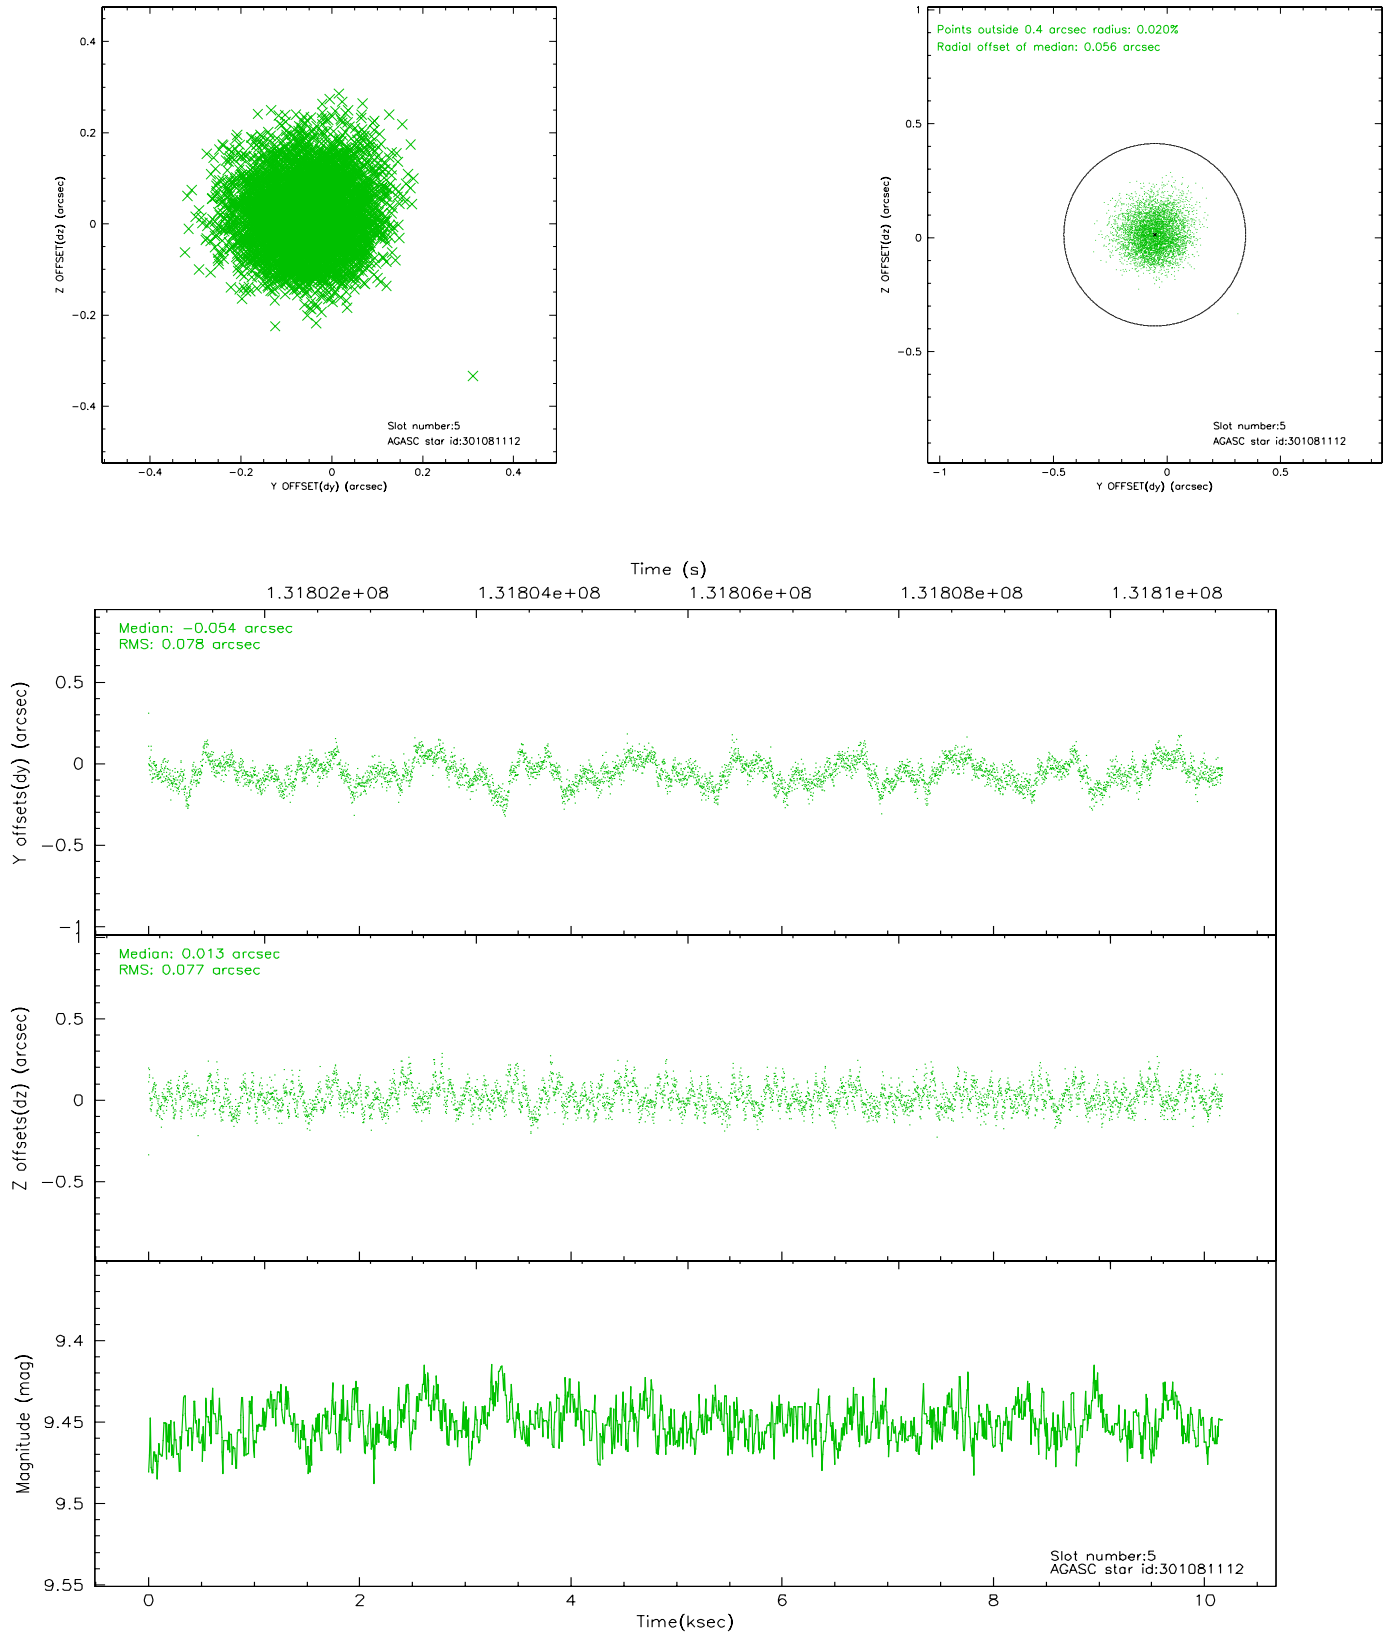 0.4
0.2
0
-0.2
-0.4
Z OFFSET(dz) (arcsec)
Slot number:5
AGASC star id:301081112
-0.4 -0.2 0 0.2 0.4
Y OFFSET(dy) (arcsec)
Points outside 0.4 arcsec radius: 0.020%
Radial offset of median: 0.056 arcsec
1
0.5
0
-0.5
Z OFFSET(dz) (arcsec)
Slot number:5
AGASC star id:301081112
-1 -0.5 0 0.5
Y OFFSET(dy) (arcsec)
Time (s)
1.31802e+08 1.31804e+08 1.31806e+08 1.31808e+08 1.3181e+08
Median: -0.054 arcsec
RMS: 0.078 arcsec
0.5
0
-0.5
-1
Y offsets(dy) (arcsec)
Median: 0.013 arcsec
RMS: 0.077 arcsec
1
0.5
0
-0.5
Z offsets(dz) (arcsec)
9.4
9.45
9.5
9.55
Magnitude (mag)
Slot number:5
AGASC star id:301081112
0 2 4 6 8 10
Time(ksec)